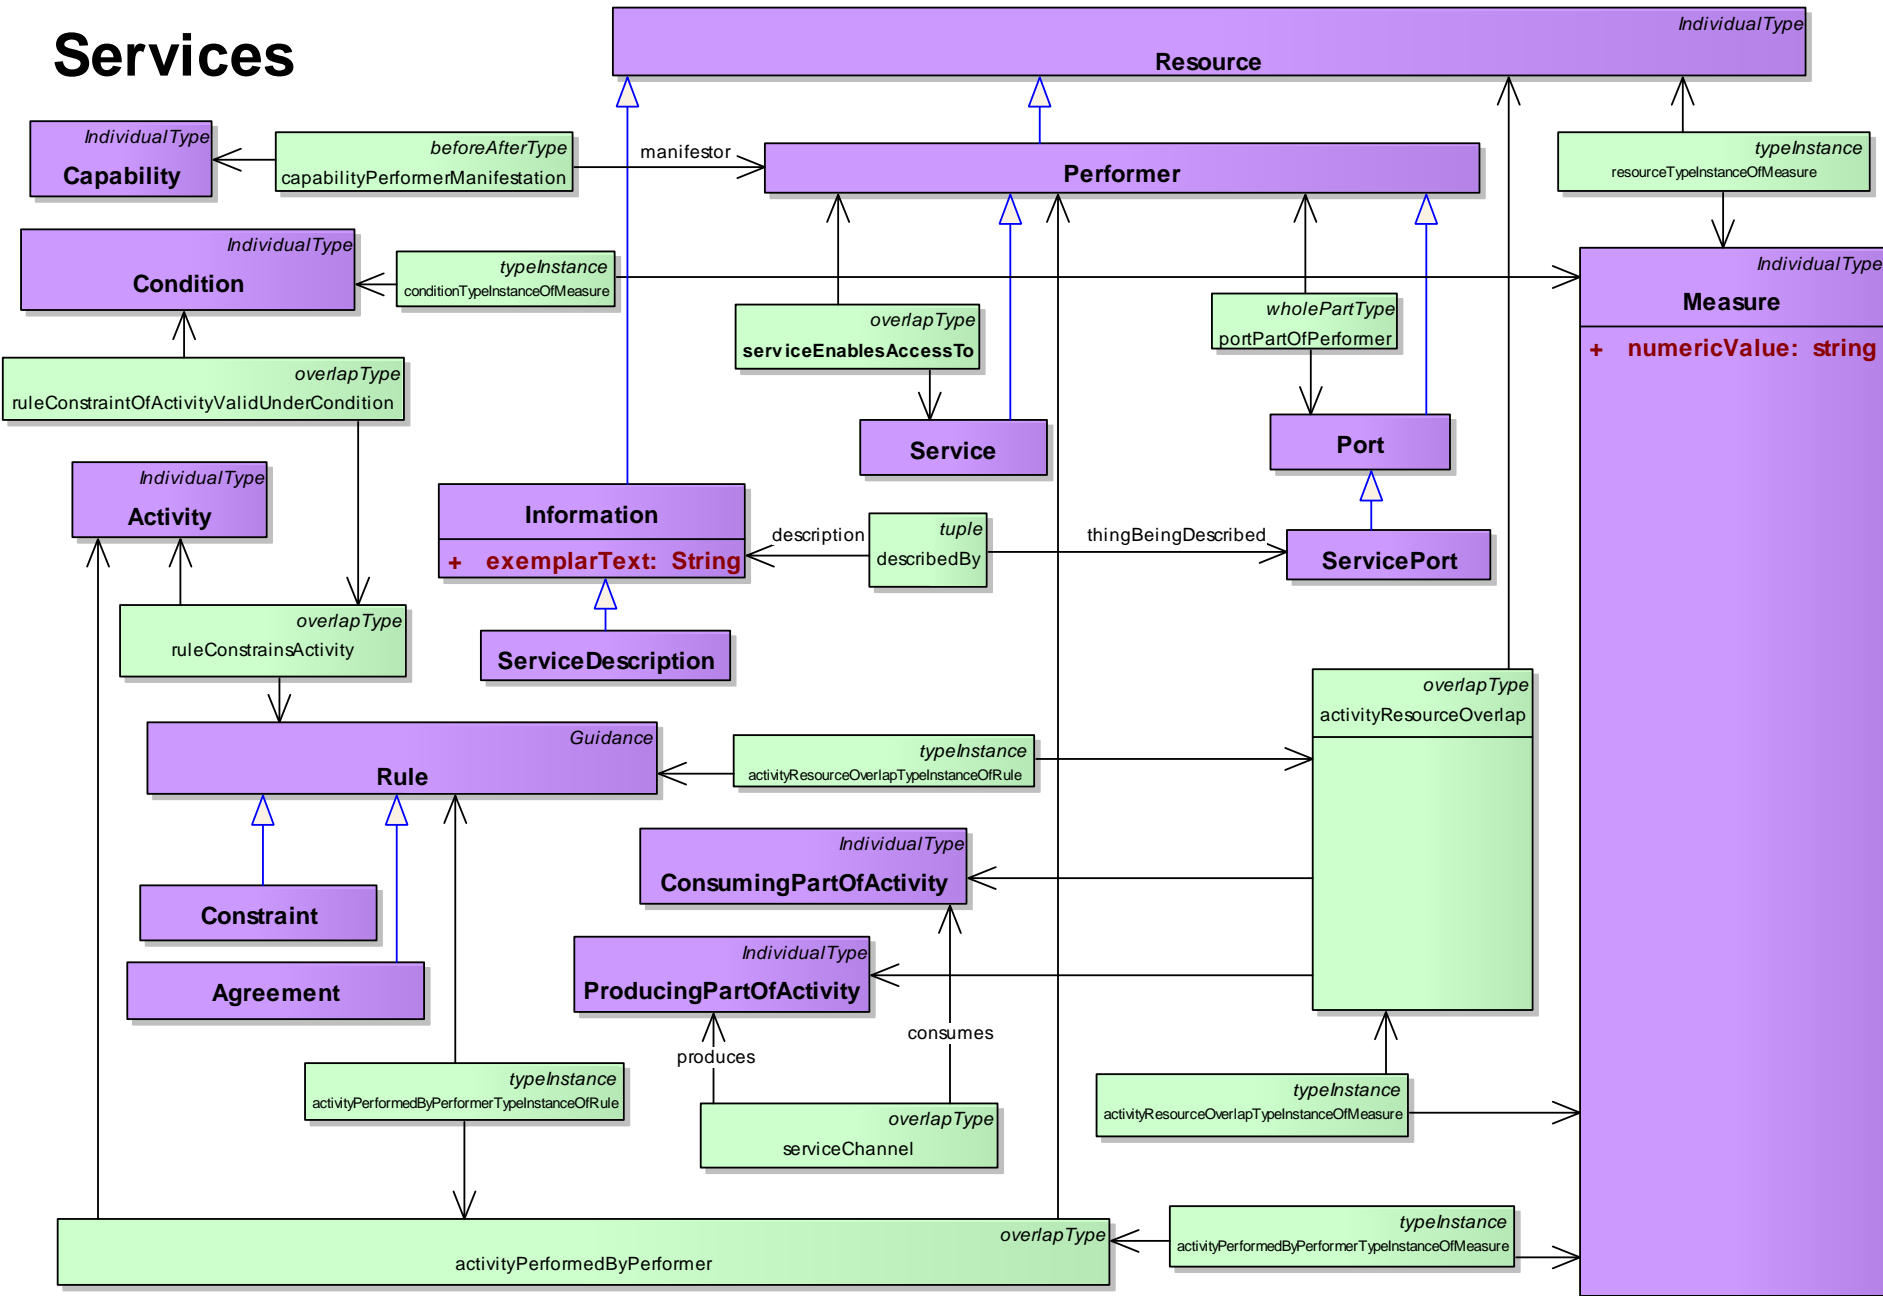 Services
IndividualType
Resource
IndividualType
Capability
beforeAfterType
capabilityPerformerManifestation
manifestor
Performer
typeInstance
resourceTypeInstanceOfMeasure
IndividualType
Condition
typeInstance
conditionTypeInstanceOfMeasure
overlapType
serviceEnablesAccessTo
wholePartType
portPartOfPerformer
IndividualType
Measure
+ numericValue: string
overlapType
ruleConstraintOfActivityValidUnderCondition
Service
Port
IndividualType
Activity
Information
+ exemplarText: String
description
tuple
describedBy
thingBeingDescribed
ServicePort
overlapType
ruleConstrainsActivity
ServiceDescription
overlapType
activityResourceOverlap
Guidance
Rule
typeInstance
activityResourceOverlapTypeInstanceOfRule
IndividualType
ConsumingPartOfActivity
Constraint
IndividualType
ProducingPartOfActivity
Agreement
consumes
produces
typeInstance
activityPerformedByPerformerTypeInstanceOfRule
typeInstance
activityResourceOverlapTypeInstanceOfMeasure
overlapType
serviceChannel
overlapType
activityPerformedByPerformer
typeInstance
activityPerformedByPerformerTypeInstanceOfMeasure